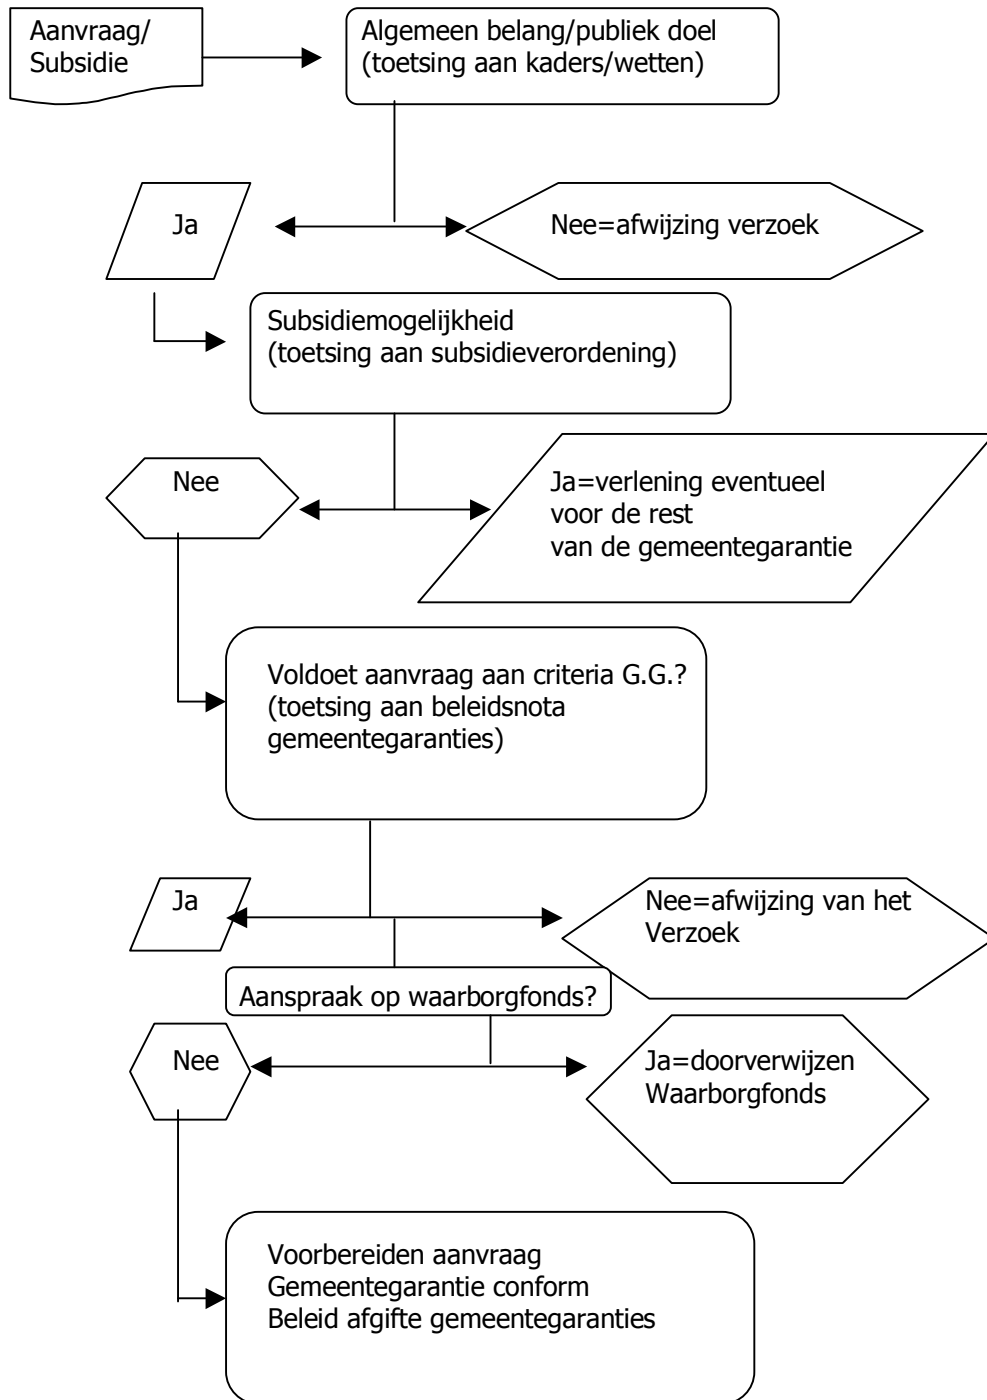 Aanvraag/
Subsidie
Algemeen belang/publiek doel
(toetsing aan kaders/wetten)
Ja
Nee=afwijzing verzoek
Subsidiemogelijkheid
(toetsing aan subsidieverordening)
Nee
Ja=verlening eventueel
voor de rest
van de gemeentegarantie
Voldoet aanvraag aan criteria G.G.?
(toetsing aan beleidsnota
gemeentegaranties)
Ja
Nee=afwijzing van het
Verzoek
Aanspraak op waarborgfonds?
Nee
Ja=doorverwijzen
Waarborgfonds
Voorbereiden aanvraag
Gemeentegarantie conform
Beleid afgifte gemeentegaranties